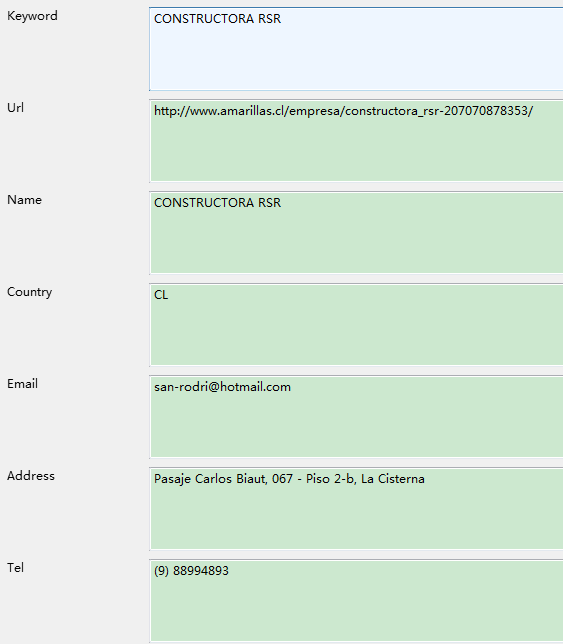 Keyword
CONSTRUCTORA RSR
Url
http://www.amarillas.cl/empresa/constructora_rsr-207070878353/
Name
CONSTRUCTORA RSR
Country
CL
Email
san-rodri@hotmail.com
Address
Pasaje Carlos Biaut, 067 - Piso 2-b, La Cisterna
Tel
(9) 88994893